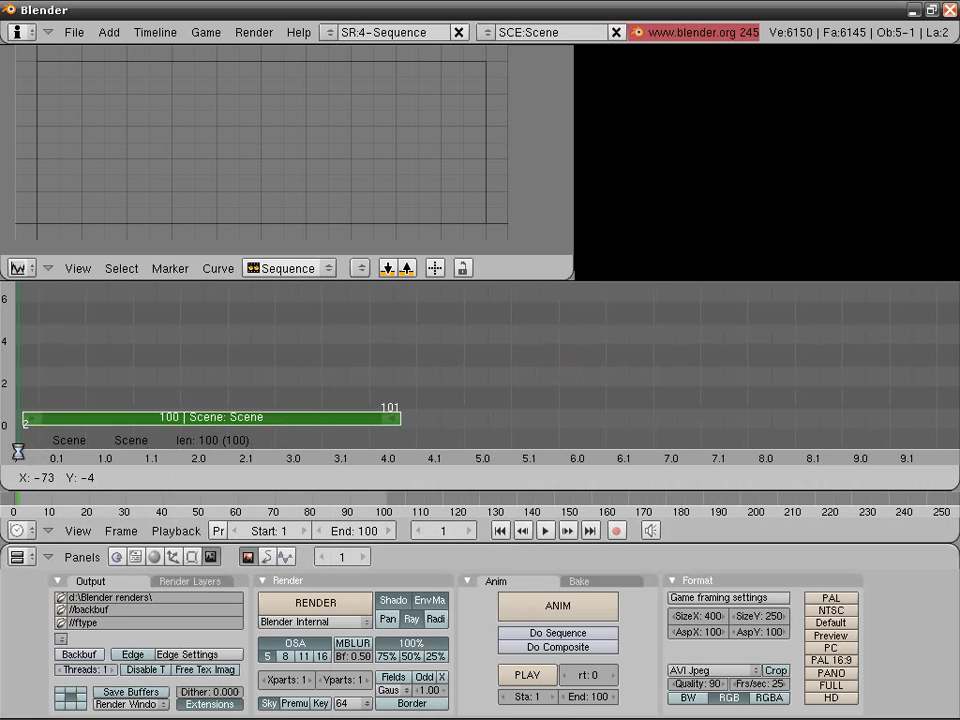 Blender
File Add Timeline Game Render Help SR:4-Sequence SCE:Scene www.blender.org 245 Ve:6150 | Fa:6145 | Ob:5-1 | La:2
View Select Marker Curve Sequence
6
4
2
0
101
100 | Scene: Scene
2
Scene Scene len: 100 (100)
0.1 1.0 1.1 2.0 2.1 3.0 3.1 4.0 4.1 5.0 5.1 6.0 6.1 7.0 7.1 8.0 8.1 9.0 9.1
X: -73 Y: -4
0 10 20 30 40 50 60 70 80 90 100 110 120 130 140 150 160 170 180 190 200 210 220 230 240 250
View Frame Playback Pr Start: 1 End: 100 1
Panels 1
Output Render Layers Render Anim Bake Format
d:\Blender renders\
//backbuf
//ftype
Backbuf Edge Edge Settings
Threads: 1 Disable T Free Tex Imag
Save Buffers Dither: 0.000
Render Windo Extensions
RENDER Shado EnvMa
Blender Internal Pan Ray Radi
OSA MBLUR 100%
5 8 11 16 Bf: 0.50 75% 50% 25%
Xparts: 1 Yparts: 1 Fields Odd X
Gaus 1.00
Sky Premu Key 64 Border
ANIM
Do Sequence
Do Composite
PLAY rt: 0
Sta: 1 End: 100
Game framing settings
SizeX: 400 SizeY: 250
AspX: 100 AspY: 100
AVI Jpeg Crop
Quality: 90 Frs/sec: 25
BW RGB RGBA
PAL
NTSC
Default
Preview
PC
PAL 16:9
PANO
FULL
HD